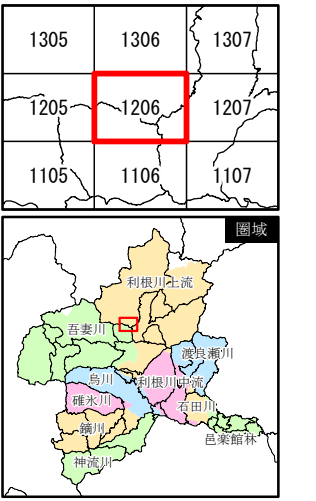 1305 1306 1307
1205 1206 1207
1105 1106 1107
圏域
利根川上流
吾妻川
渡良瀬川
烏川
利根川中流
碓氷川
石田川
鏑川
邑楽館林
神流川